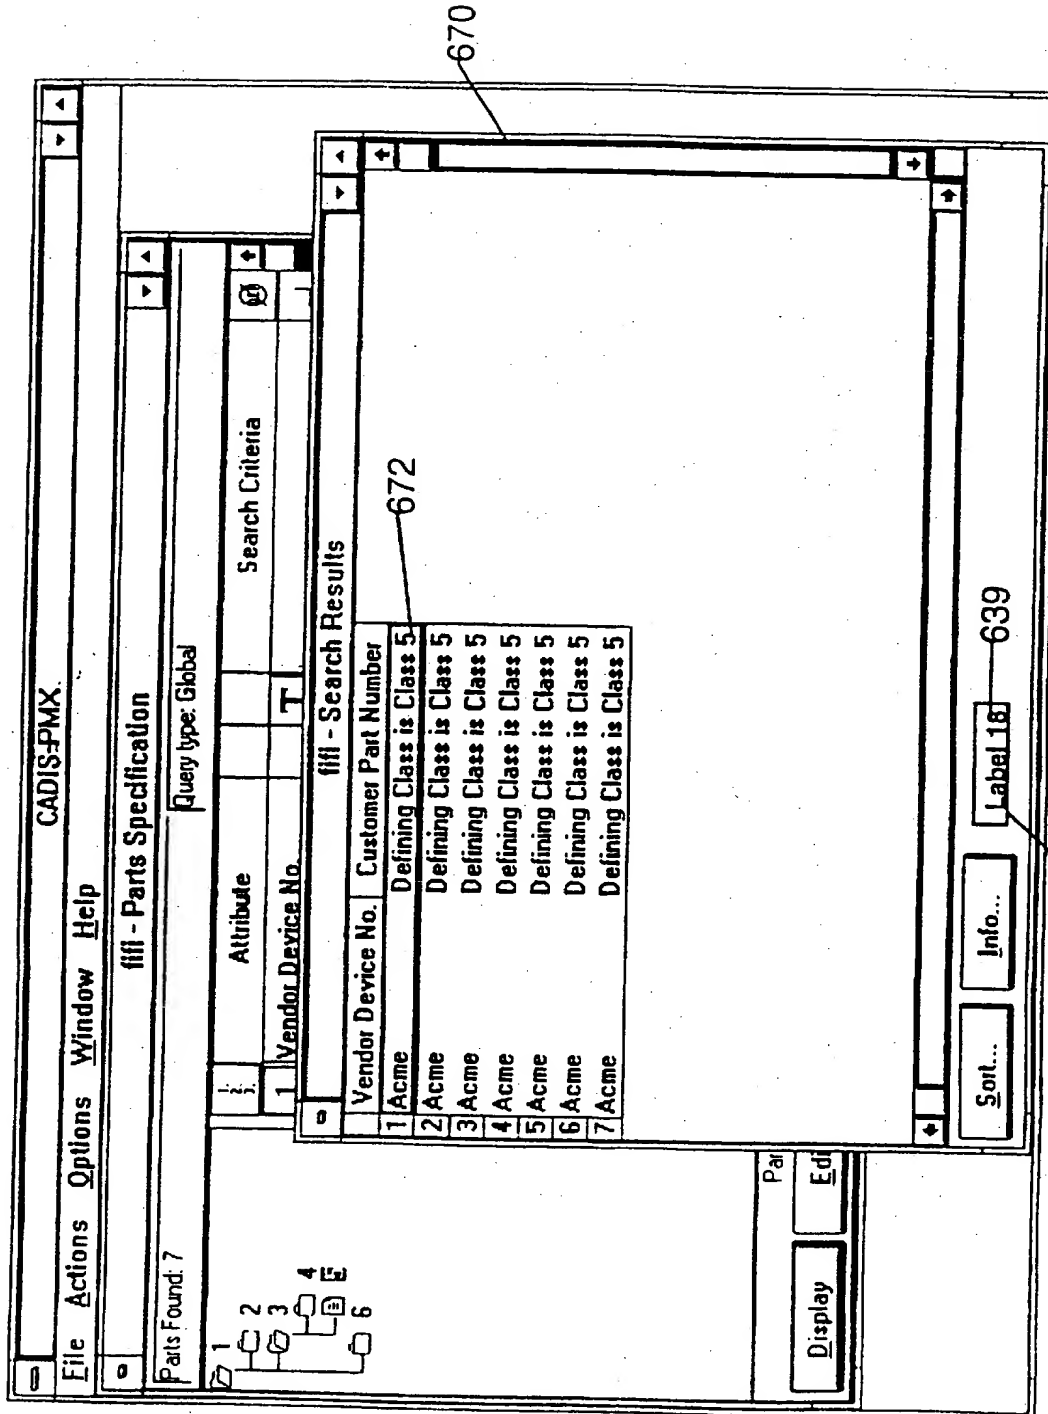 CADIS-PMX.
File Actions Options Window Help
fifi - Parts Specification
Parts Found: 7
Query type: Global
Attribute
Search Criteria
1 Vendor Device No.
T
1
2
3
4
6
fifi - Search Results
Vendor Device No. Customer Part Number
1 Acme Defining Class is Class 5
2 Acme Defining Class is Class 5
3 Acme Defining Class is Class 5
4 Acme Defining Class is Class 5
5 Acme Defining Class is Class 5
6 Acme Defining Class is Class 5
7 Acme Defining Class is Class 5
Par
Display
Edi
Sort...
Info...
Label 18
639
670
672